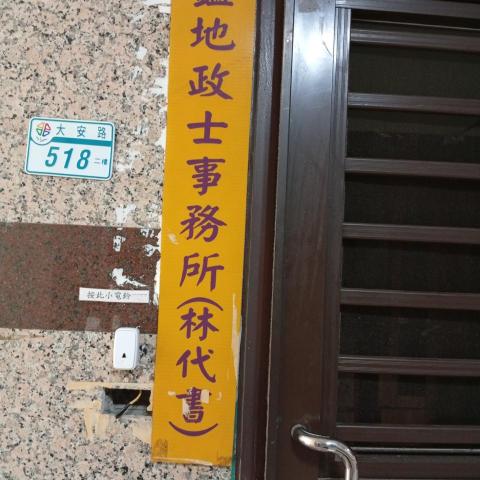 大安路
518 二樓
地政士事務所(林代書)
按此小電鈴